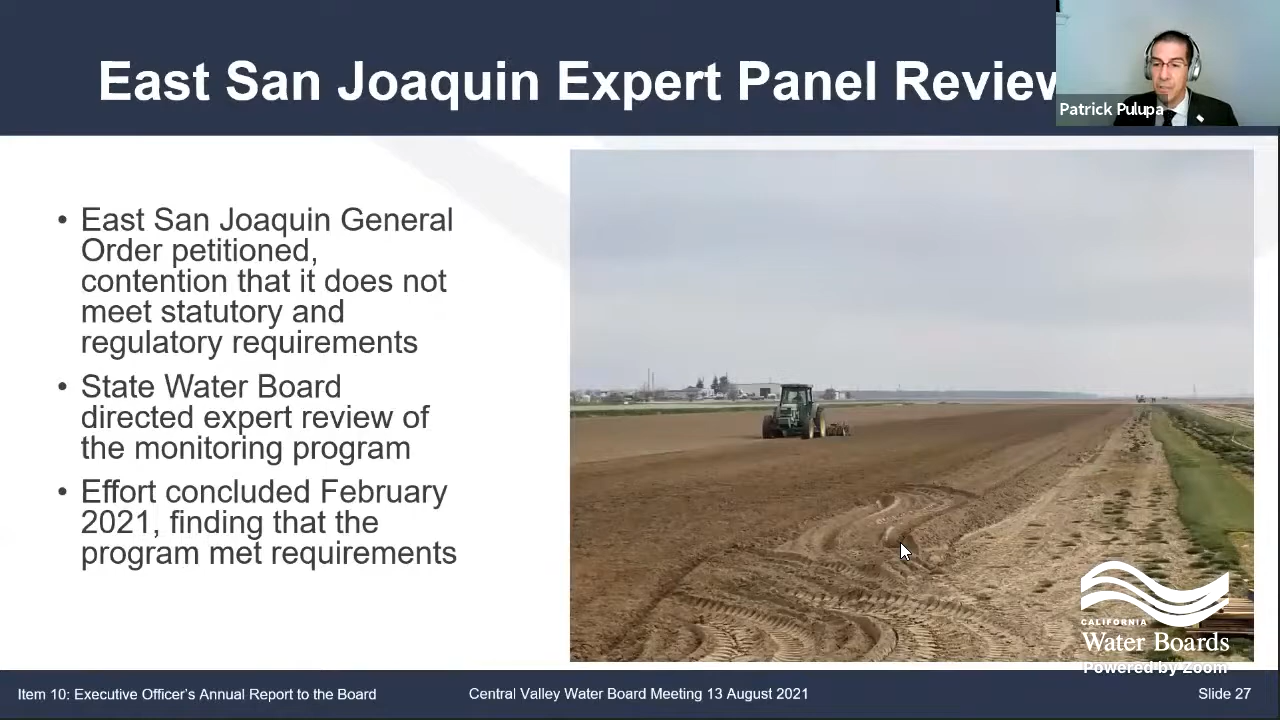 East San Joaquin Expert Panel Review
Patrick Pulupa
• East San Joaquin General
Order petitioned,
contention that it does not
meet statutory and
regulatory requirements
• State Water Board
directed expert review of
the monitoring program
• Effort concluded February
2021, finding that the
program met requirements
CALIFORNIA
Water Boards
Powered by Zoom
Item 10: Executive Officer's Annual Report to the Board
Central Valley Water Board Meeting 13 August 2021
Slide 27